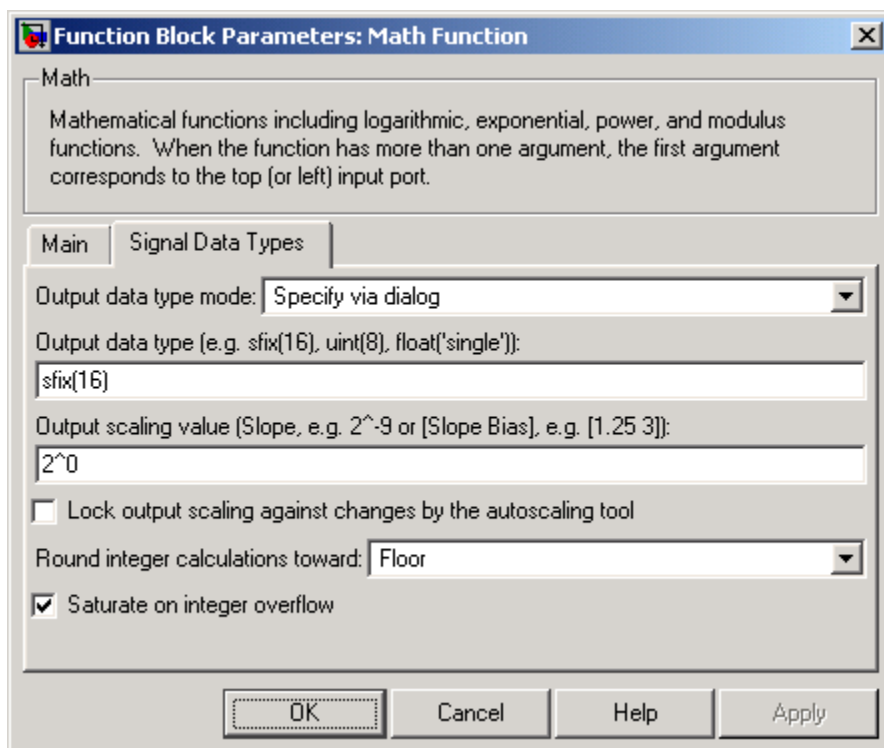 Function Block Parameters: Math Function
Math
Mathematical functions including logarithmic, exponential, power, and modulus
functions. When the function has more than one argument, the first argument
corresponds to the top (or left) input port.
Main
Signal Data Types
Output data type mode: Specify via dialog
Output data type (e.g. sfix(16), uint(8), float('single')):
sfix(16)
Output scaling value (Slope, e.g. 2^-9 or [Slope Bias], e.g. [1.25 3]):
2^0
Lock output scaling against changes by the autoscaling tool
Round integer calculations toward: Floor
Saturate on integer overflow
OK
Cancel
Help
Apply